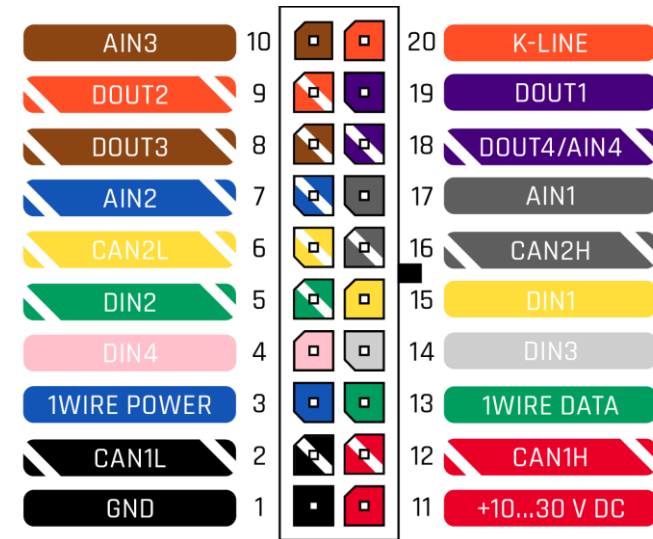 AIN3 10 20 K-LINE
DOUT2 9 19 DOUT1
DOUT3 8 18 DOUT4/AIN4
AIN2 7 17 AIN1
CAN2L 6 16 CAN2H
DIN2 5 15 DIN1
DIN4 4 14 DIN3
1WIRE POWER 3 13 1WIRE DATA
CAN1L 2 12 CAN1H
GND 1 11 +10...30 V DC